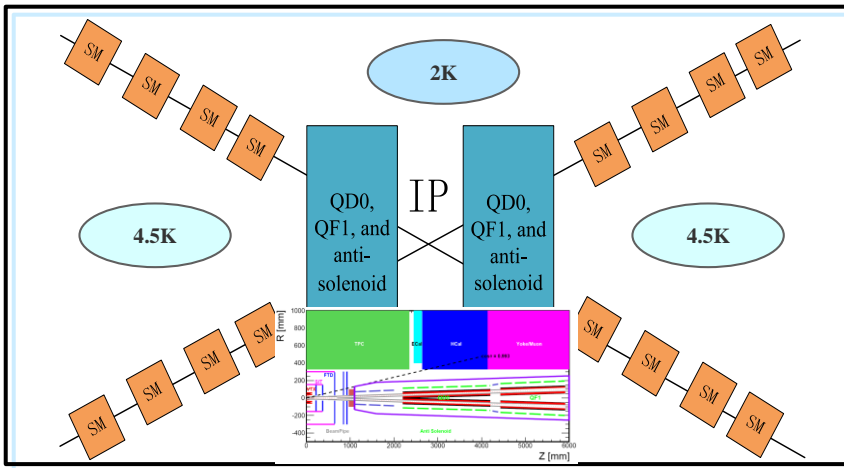 SM
SM
SM
SM
2K
SM
SM
SM
SM
QD0,
QF1, and
anti-
solenoid
IP
QD0,
QF1, and
anti-
solenoid
4.5K
4.5K
SM
SM
SM
SM
SM
SM
SM
SM
R [mm]
1000
800
600
400
200
0
-200
-400
TPC
ECal
HCal
Yoke/Muon
FTD
QF1
BeamPipe
Anti Solenoid
0
1000
2000
3000
4000
5000
6000
Z [mm]